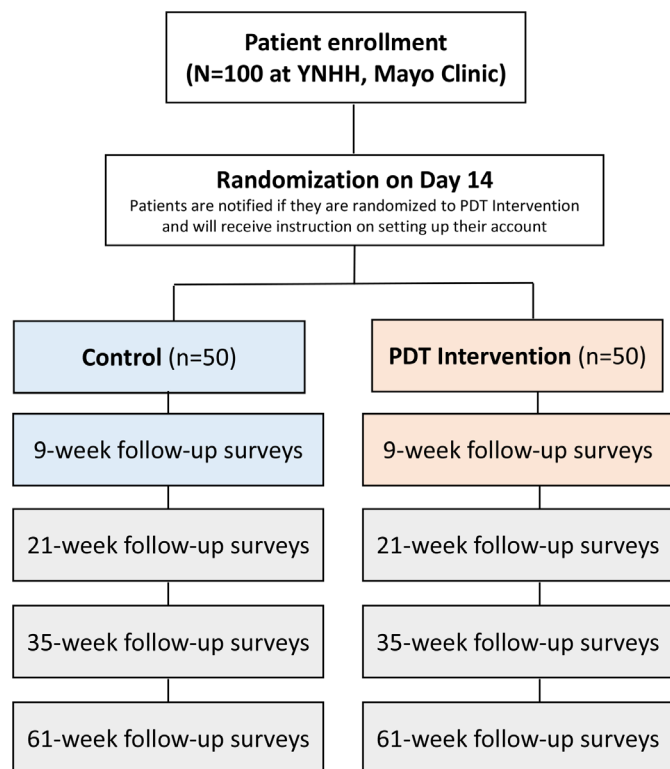 Patient enrollment
(N=100 at YNHH, Mayo Clinic)
Randomization on Day 14
Patients are notified if they are randomized to PDT Intervention
and will receive instruction on setting up their account
Control (n=50)
PDT Intervention (n=50)
9-week follow-up surveys
9-week follow-up surveys
21-week follow-up surveys
21-week follow-up surveys
35-week follow-up surveys
35-week follow-up surveys
61-week follow-up surveys
61-week follow-up surveys